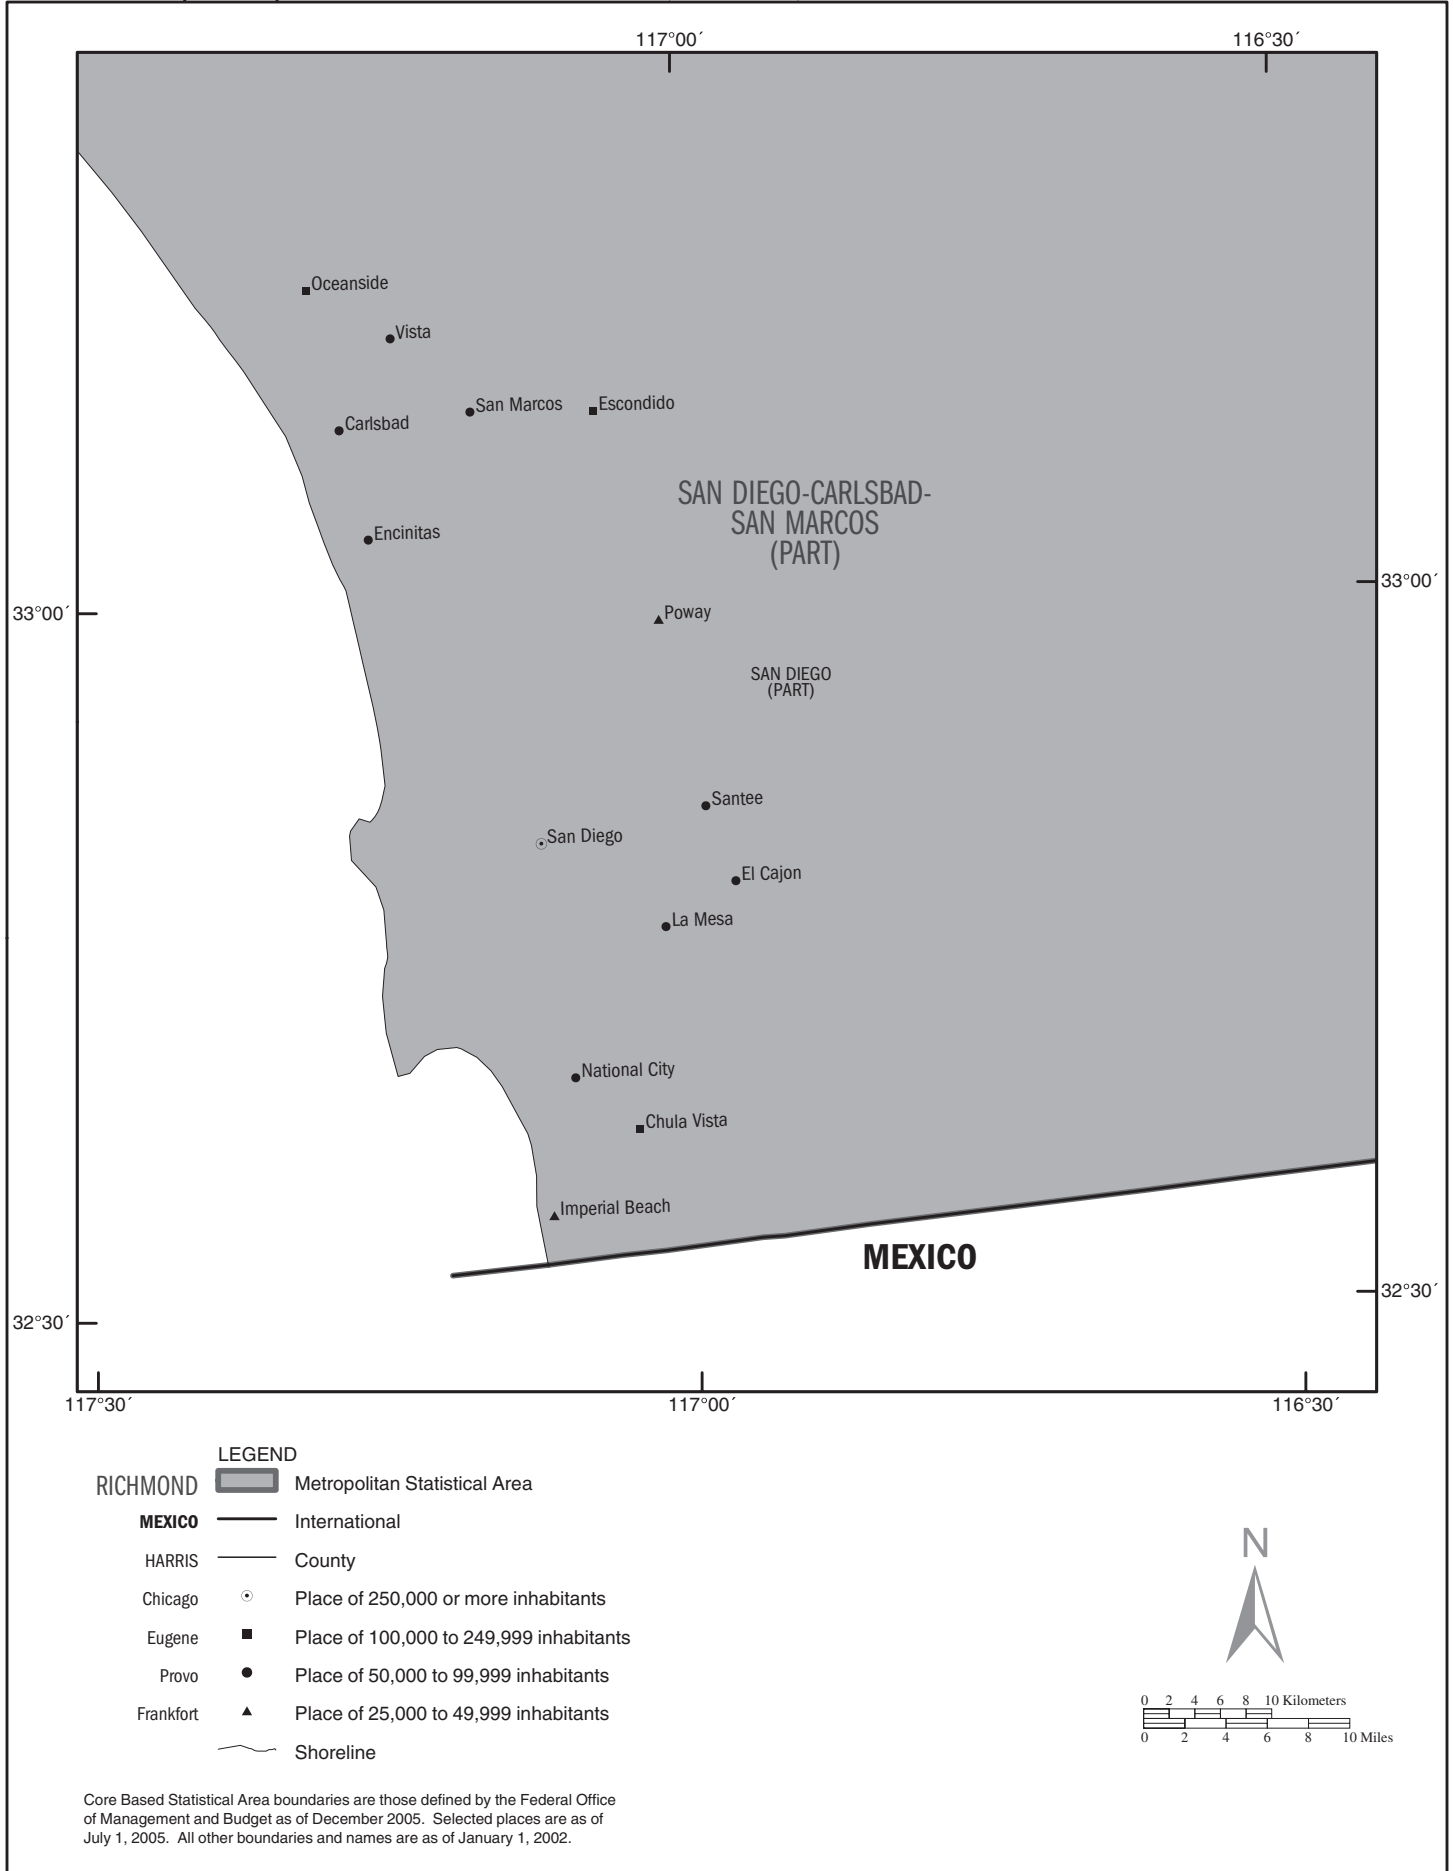 117°00´
116°30´
Oceanside
Vista
San Marcos
Escondido
Carlsbad
SAN DIEGO-CARLSBAD-
SAN MARCOS
(PART)
Encinitas
33°00´
33°00´
Poway
SAN DIEGO
(PART)
Santee
San Diego
El Cajon
La Mesa
National City
Chula Vista
Imperial Beach
MEXICO
32°30´
32°30´
117°30´
117°00´
116°30´
LEGEND
RICHMOND Metropolitan Statistical Area
MEXICO International
HARRIS County
Chicago Place of 250,000 or more inhabitants
Eugene Place of 100,000 to 249,999 inhabitants
Provo Place of 50,000 to 99,999 inhabitants
Frankfort Place of 25,000 to 49,999 inhabitants
Shoreline
N
0 2 4 6 8 10 Kilometers
0 2 4 6 8 10 Miles
Core Based Statistical Area boundaries are those defined by the Federal Office
of Management and Budget as of December 2005. Selected places are as of
July 1, 2005. All other boundaries and names are as of January 1, 2002.